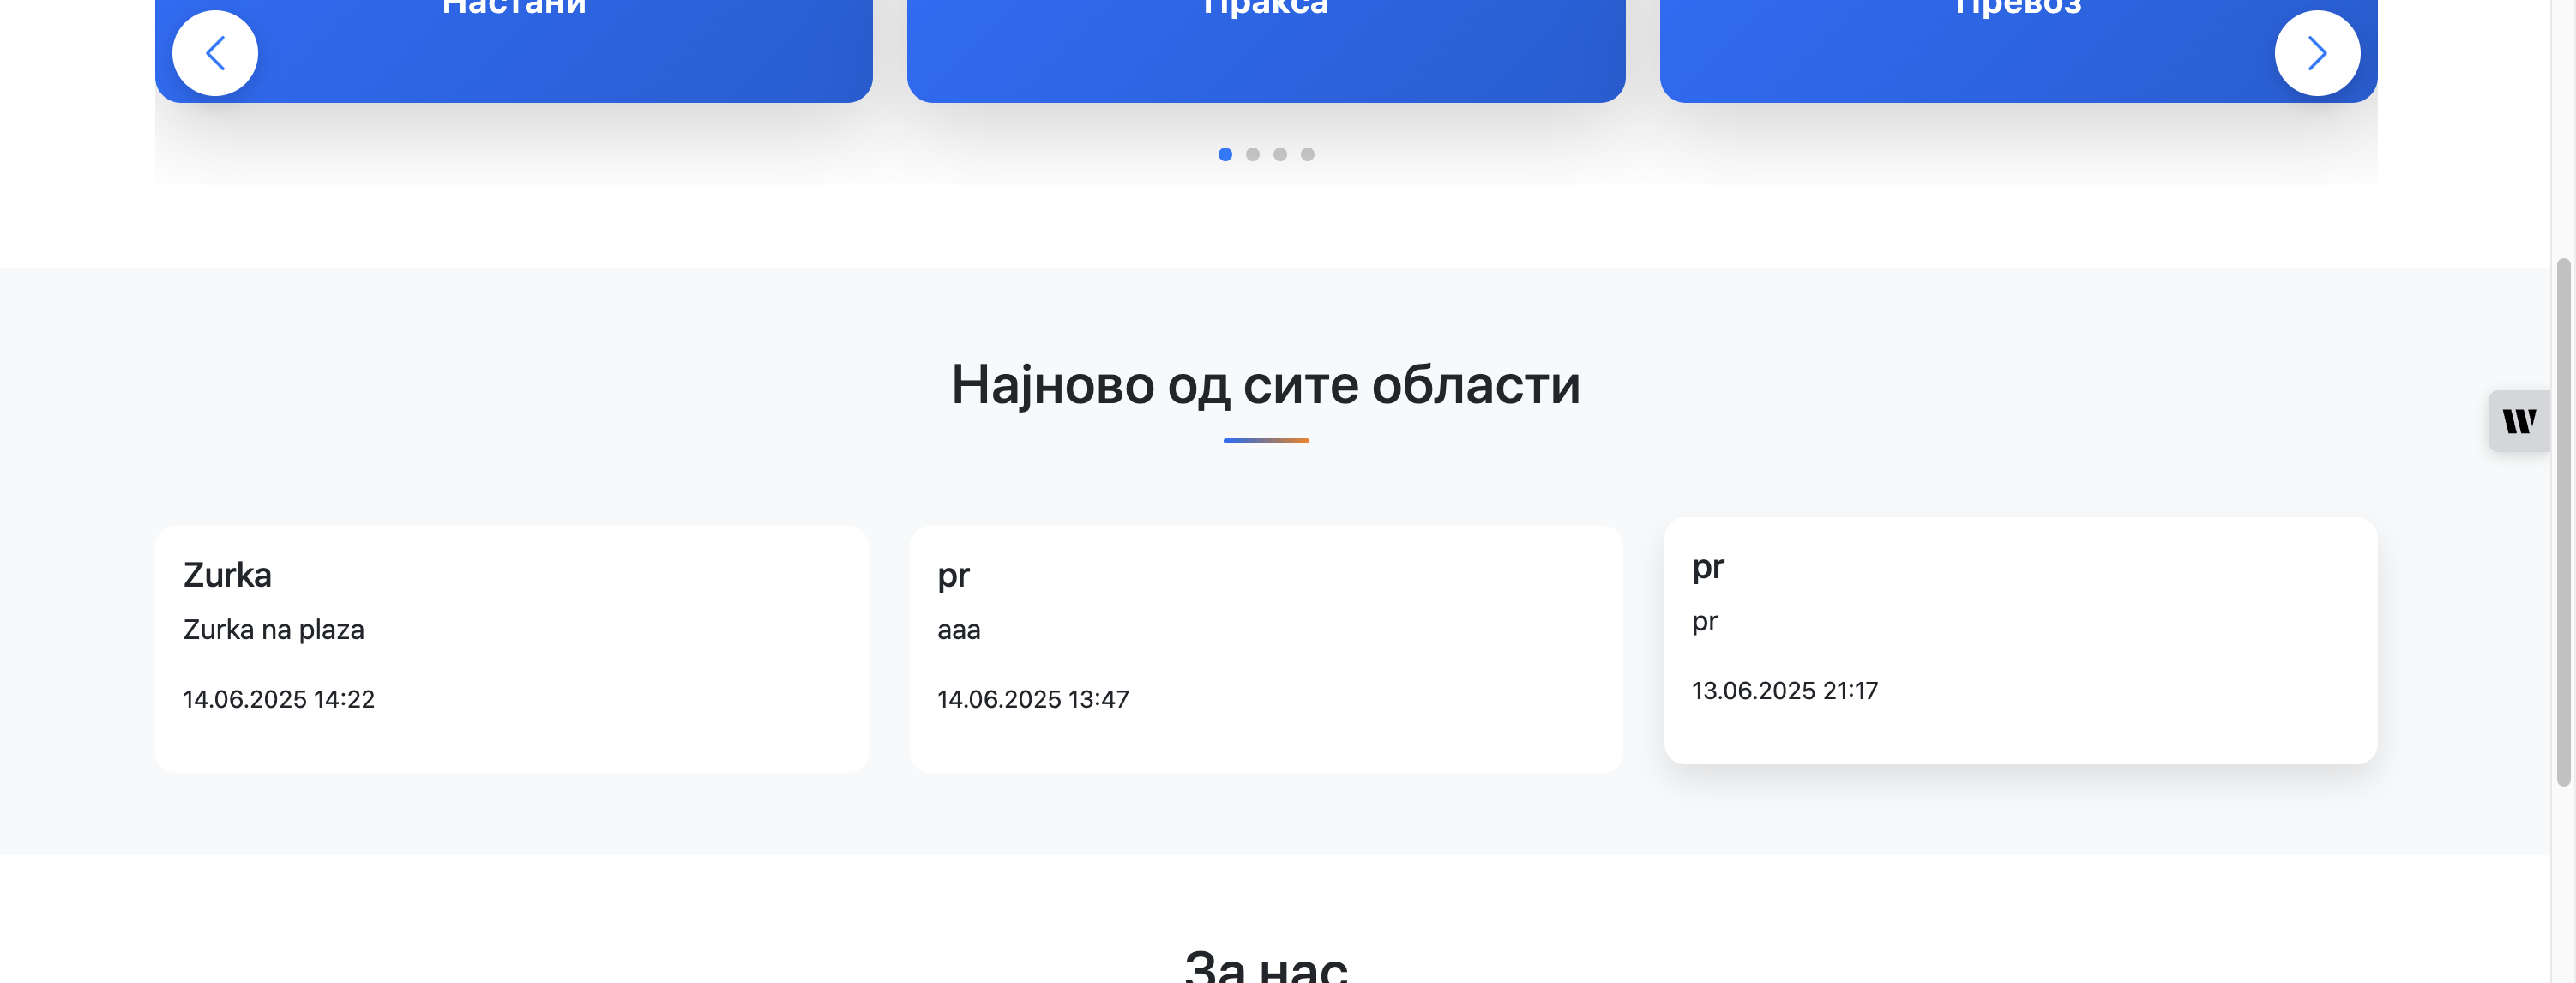 Настани
Пракса
Превоз
Најново од сите области
Zurka
Zurka na plaza
14.06.2025 14:22
pr
aaa
14.06.2025 13:47
pr
pr
13.06.2025 21:17
За нас